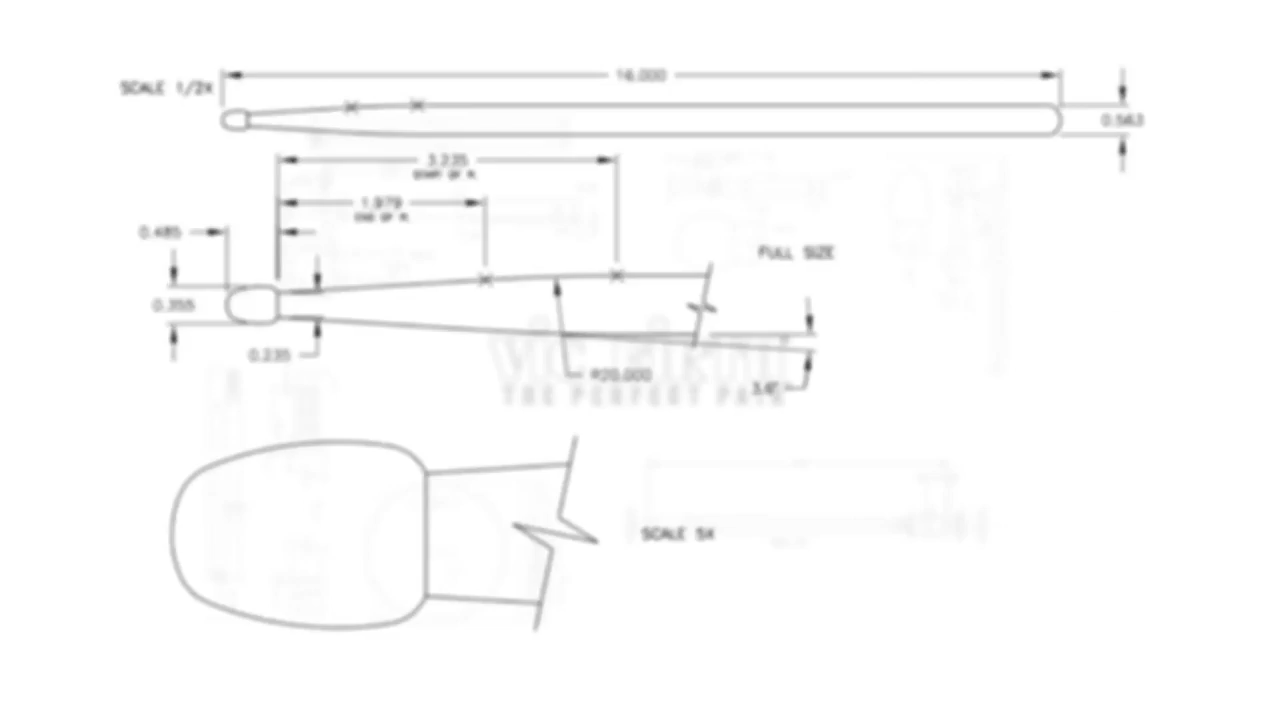 16.000
SCALE 1/2X
0.563
3.235
START OF R.
1.979
END OF R.
0.485
FULL SIZE
0.355
0.235
R20.000
THE PERFECT PAIR
SCALE 5X